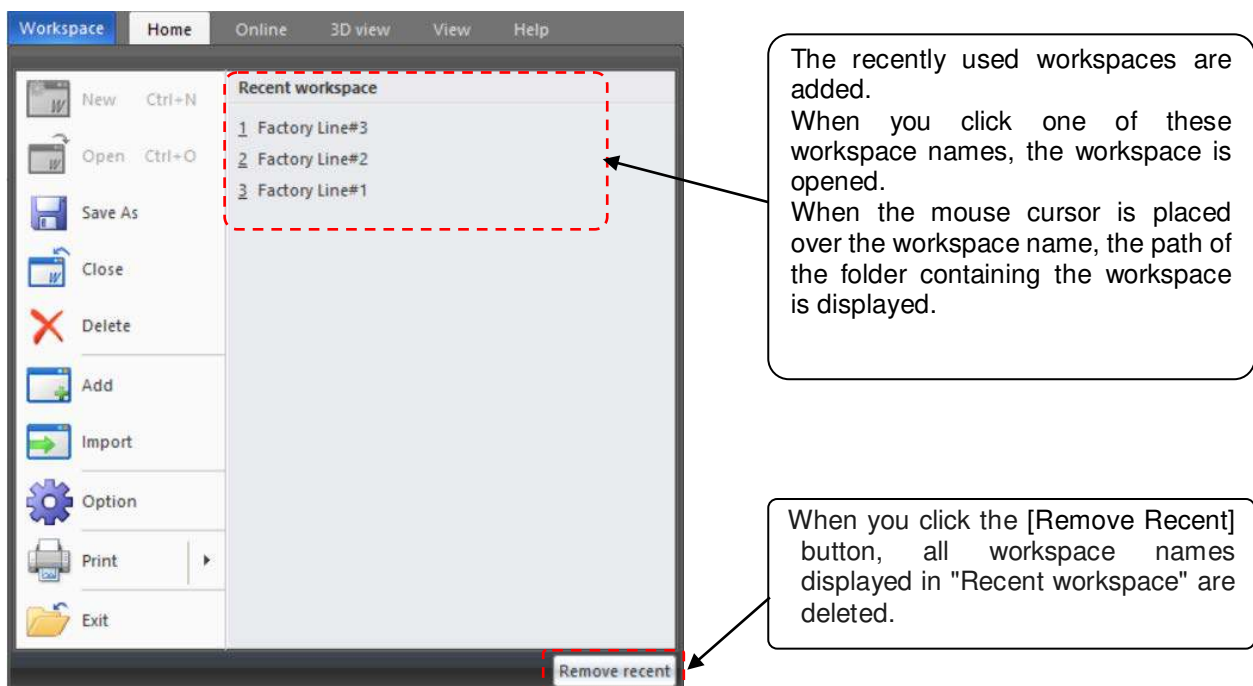 Workspace Home Online 3D view View Help
New Ctrl+N
Open Ctrl+O
Save As
Close
Delete
Add
Import
Option
Print
Exit
Recent workspace
1 Factory Line#3
2 Factory Line#2
3 Factory Line#1
Remove recent
The recently used workspaces are
added.
When you click one of these
workspace names, the workspace is
opened.
When the mouse cursor is placed
over the workspace name, the path of
the folder containing the workspace
is displayed.
When you click the [Remove Recent]
button, all workspace names
displayed in "Recent workspace" are
deleted.